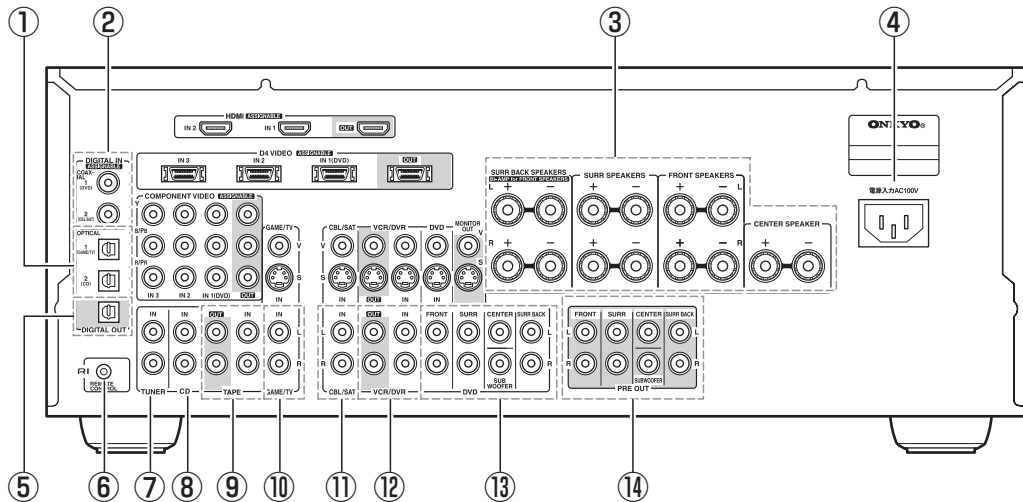 ① ② ③ ④
HDMI ASSIGNABLE
IN 2 IN 1 OUT
D4 VIDEO ASSIGNABLE
IN 3 IN 2 IN 1(DVD) OUT
DIGITAL IN
ASSIGNABLE
COAX-
IAL
1
(DVD)
2
(CBL/SAT)
OPTICAL
1
(GAME/TV)
2
(CD)
DIGITAL OUT
COMPONENT VIDEO ASSIGNABLE
Y
B/PB
R/PR
IN 3 IN 2 IN 1(DVD) OUT
GAME/TV
V
S
IN
CBL/SAT VCR/DVR DVD MONITOR
OUT
V V
S S
IN OUT IN IN
SURR BACK SPEAKERS
BI-AMP for FRONT SPEAKERS
L + −
R + −
SURR SPEAKERS
+ −
+ −
FRONT SPEAKERS
+ − L
+ − R
CENTER SPEAKER
+ −
ONKYO®
電源入力AC100V
RI
REMOTE
CONTROL
IN IN OUT IN IN
L
R
TUNER CD TAPE GAME/TV
IN OUT IN FRONT SURR CENTER SURR BACK
L L
R R
SUB
WOOFER
CBL/SAT VCR/DVR DVD
FRONT SURR CENTER SURR BACK
L L
R R
SUBWOOFER
PRE OUT
⑤ ⑥ ⑦ ⑧ ⑨ ⑩ ⑪ ⑫ ⑬ ⑭